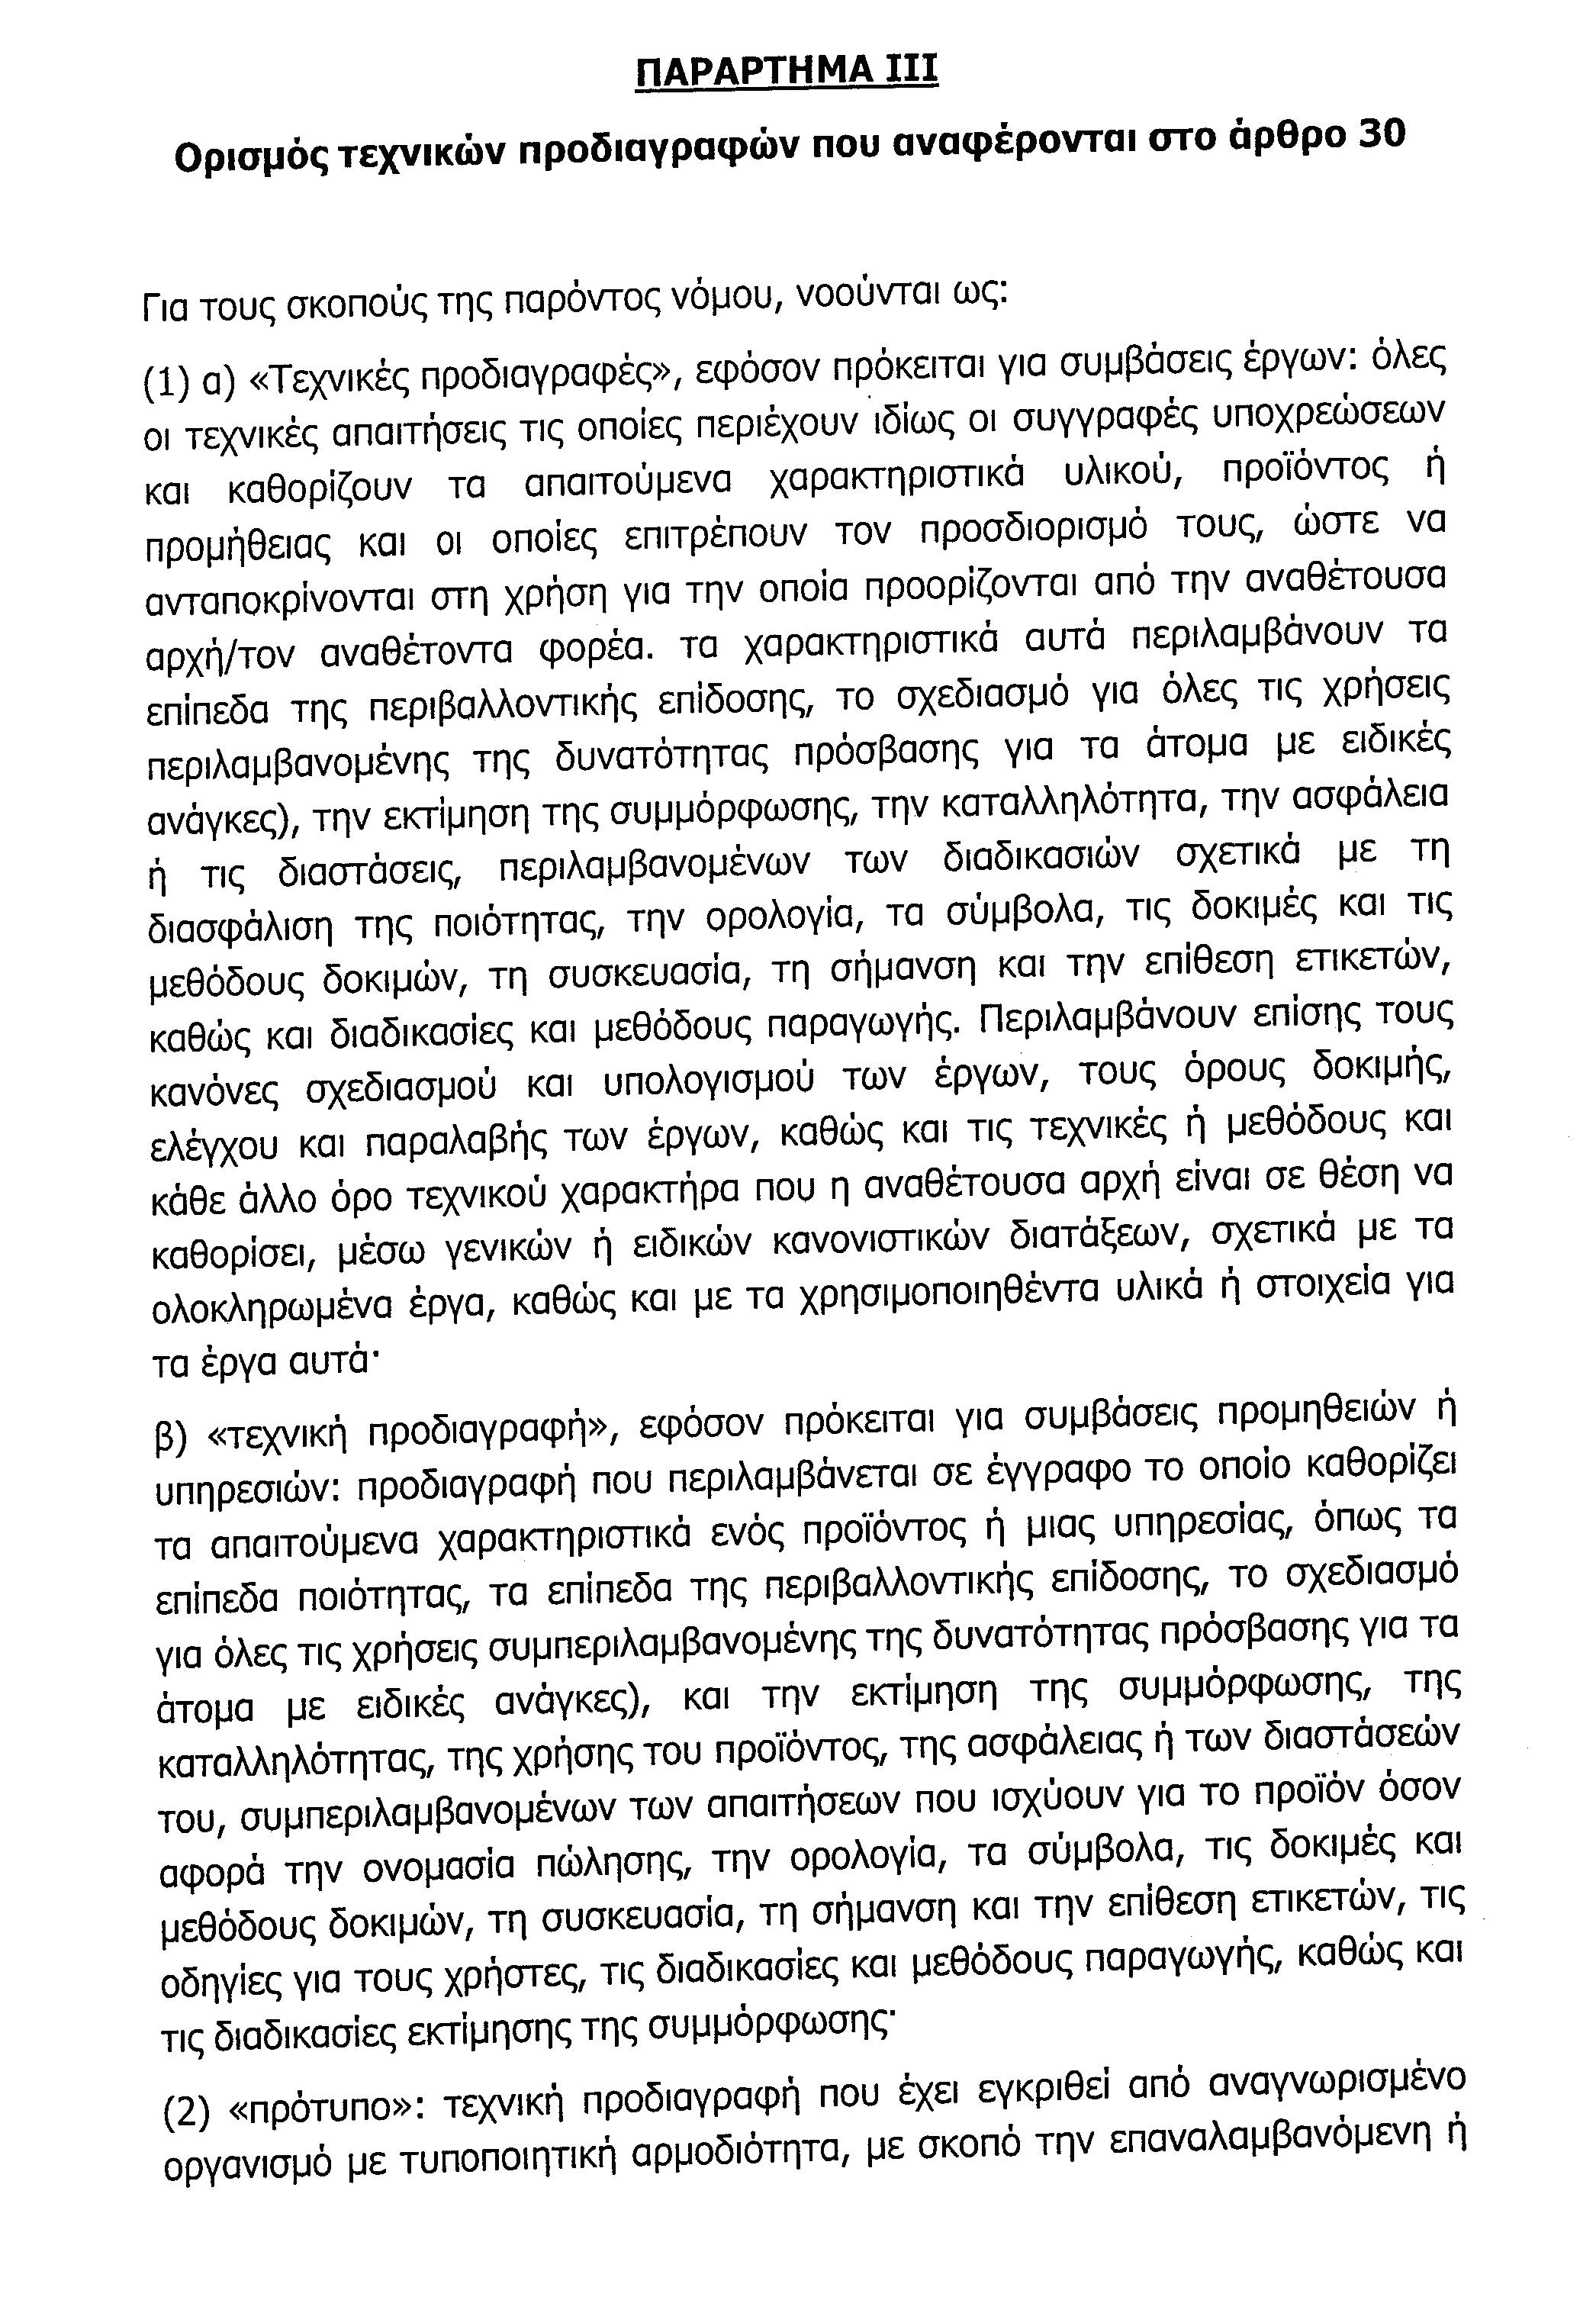 ΠΑΡΑΡΤΗΜΑ ΙΙΙ
Ορισμός τεχνικών προδιαγραφών που αναφέρονται στο άρθρο 30
Για τους σκοπούς της παρόντος νόμου, νοούνται ως:
(1) α) «Τεχνικές προδιαγραφές», εφόσον πρόκειται για συμβάσεις έργων: όλες
οι τεχνικές απαιτήσεις τις οποίες περιέχουν ιδίως οι συγγραφές υποχρεώσεων
και καθορίζουν τα απαιτούμενα χαρακτηριστικά υλικού, προϊόντος ή
προμήθειας και οι οποίες επιτρέπουν τον προσδιορισμό τους, ώστε να
ανταποκρίνονται στη χρήση για την οποία προορίζονται από την αναθέτουσα
αρχή/τον αναθέτοντα φορέα. τα χαρακτηριστικά αυτά περιλαμβάνουν τα
επίπεδα της περιβαλλοντικής επίδοσης, το σχεδιασμό για όλες τις χρήσεις
περιλαμβανομένης της δυνατότητας πρόσβασης για τα άτομα με ειδικές
ανάγκες), την εκτίμηση της συμμόρφωσης, την καταλληλότητα, την ασφάλεια
ή τις διαστάσεις, περιλαμβανομένων των διαδικασιών σχετικά με τη
διασφάλιση της ποιότητας, την ορολογία, τα σύμβολα, τις δοκιμές και τις
μεθόδους δοκιμών, τη συσκευασία, τη σήμανση και την επίθεση ετικετών,
καθώς και διαδικασίες και μεθόδους παραγωγής. Περιλαμβάνουν επίσης τους
κανόνες σχεδιασμού και υπολογισμού των έργων, τους όρους δοκιμής,
ελέγχου και παραλαβής των έργων, καθώς και τις τεχνικές ή μεθόδους και
κάθε άλλο όρο τεχνικού χαρακτήρα που η αναθέτουσα αρχή είναι σε θέση να
καθορίσει, μέσω γενικών ή ειδικών κανονιστικών διατάξεων, σχετικά με τα
ολοκληρωμένα έργα, καθώς και με τα χρησιμοποιηθέντα υλικά ή στοιχεία για
τα έργα αυτά·
β) «τεχνική προδιαγραφή», εφόσον πρόκειται για συμβάσεις προμηθειών ή
υπηρεσιών: προδιαγραφή που περιλαμβάνεται σε έγγραφο το οποίο καθορίζει
τα απαιτούμενα χαρακτηριστικά ενός προϊόντος ή μιας υπηρεσίας, όπως τα
επίπεδα ποιότητας, τα επίπεδα της περιβαλλοντικής επίδοσης, το σχεδιασμό
για όλες τις χρήσεις συμπεριλαμβανομένης της δυνατότητας πρόσβασης για τα
άτομα με ειδικές ανάγκες), και την εκτίμηση της συμμόρφωσης, της
καταλληλότητας, της χρήσης του προϊόντος, της ασφάλειας ή των διαστάσεών
του, συμπεριλαμβανομένων των απαιτήσεων που ισχύουν για το προϊόν όσον
αφορά την ονομασία πώλησης, την ορολογία, τα σύμβολα, τις δοκιμές και
μεθόδους δοκιμών, τη συσκευασία, τη σήμανση και την επίθεση ετικετών, τις
οδηγίες για τους χρήστες, τις διαδικασίες και μεθόδους παραγωγής, καθώς και
τις διαδικασίες εκτίμησης της συμμόρφωσης·
(2) «πρότυπο»: τεχνική προδιαγραφή που έχει εγκριθεί από αναγνωρισμένο
οργανισμό με τυποποιητική αρμοδιότητα, με σκοπό την επαναλαμβανόμενη ή